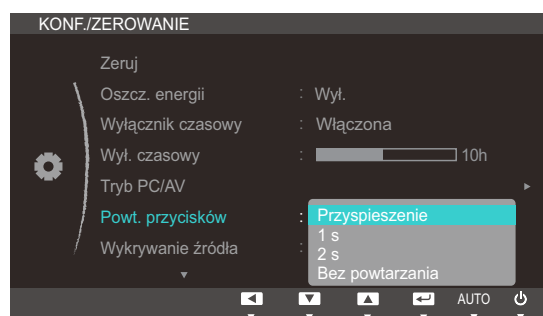 KONF./ZEROWANIE
Zeruj
Oszcz. energii : Wył.
Wyłącznik czasowy : Włączona
Wył. czasowy : 10h
Tryb PC/AV
Powt. przycisków : Przyspieszenie
1 s
Wykrywanie źródła :
2 s
Bez powtarzania
AUTO